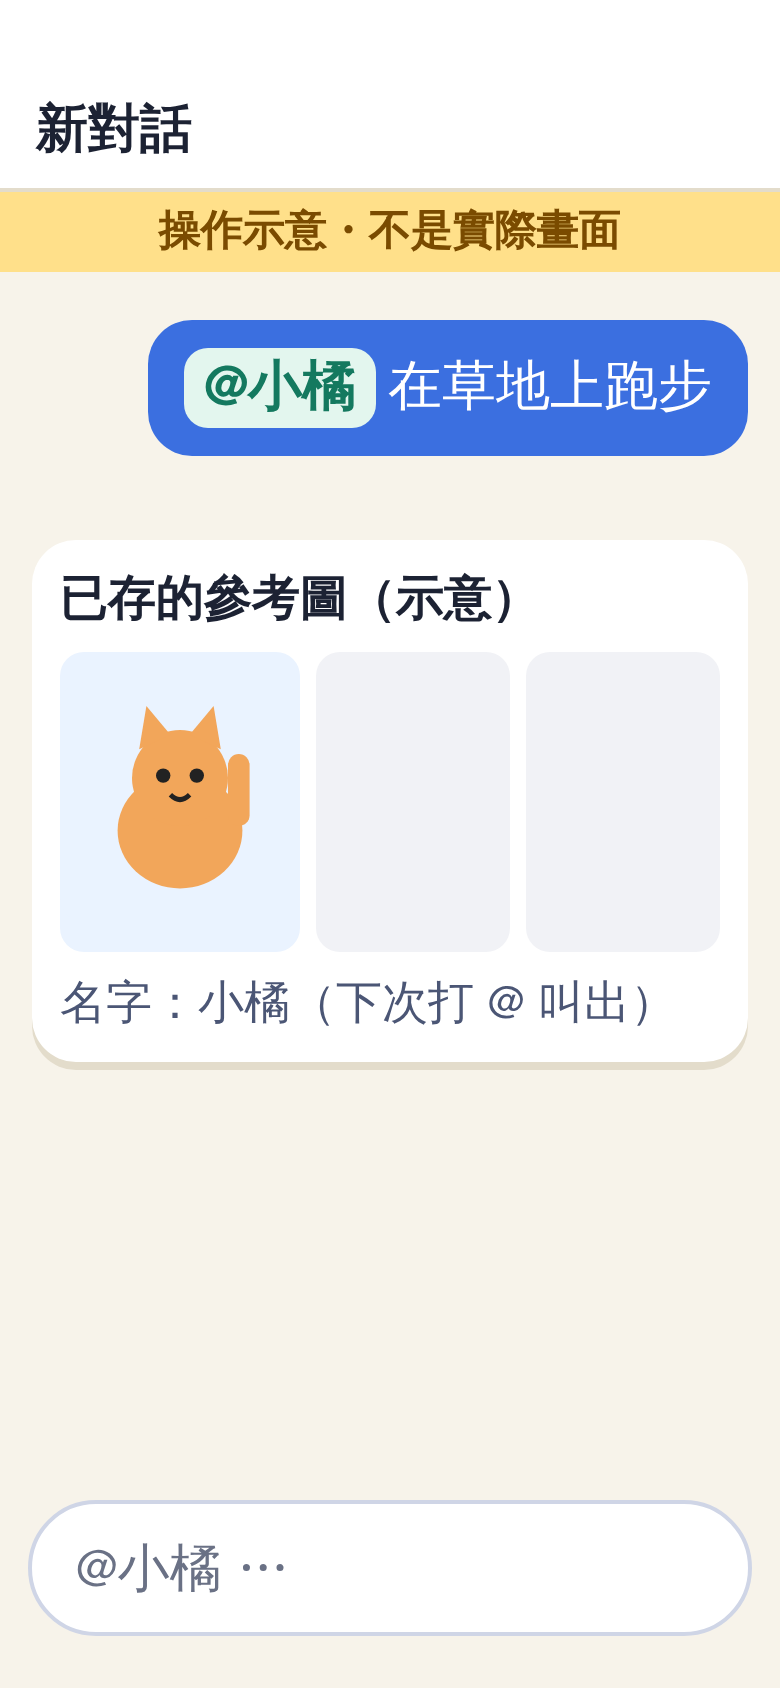 新對話
操作示意・不是實際畫面
@小橘 在草地上跑步
已存的參考圖（示意）
名字：小橘（下次打 @ 叫出）
@小橘 …